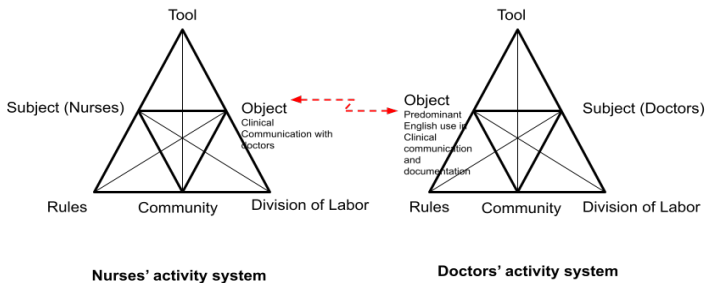 Tool
Subject (Nurses)
Object
Clinical
Communication with
doctors
Rules
Community
Division of Labor
Nurses’ activity system
Tool
Object
Predominant
English use in
Clinical
communication
and
documentation
Subject (Doctors)
Rules
Community
Division of Labor
Doctors’ activity system